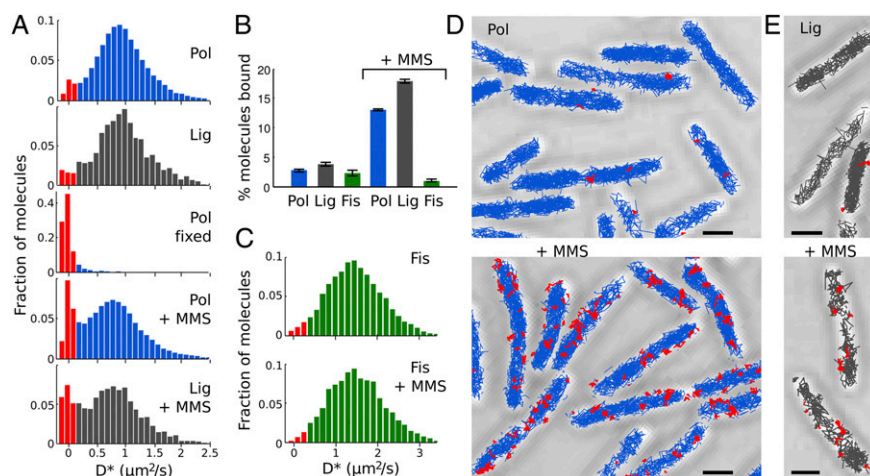 A
0.1
0.05
0
Pol
0.05
0
Lig
0.4
0.2
0
Pol
fixed
0.05
0
Pol
+ MMS
0.05
0
Lig
+ MMS
0 0.5 1 1.5 2 2.5
D* (μm²/s)
Fraction of molecules
B
+ MMS
20
15
10
5
0
% molecules bound
Pol Lig Fis Pol Lig Fis
C
0.1
0.05
0
Fis
0.1
0.05
0
Fis
+ MMS
0 1 2 3
D* (μm²/s)
Fraction of molecules
D
Pol
+ MMS
E
Lig
+ MMS